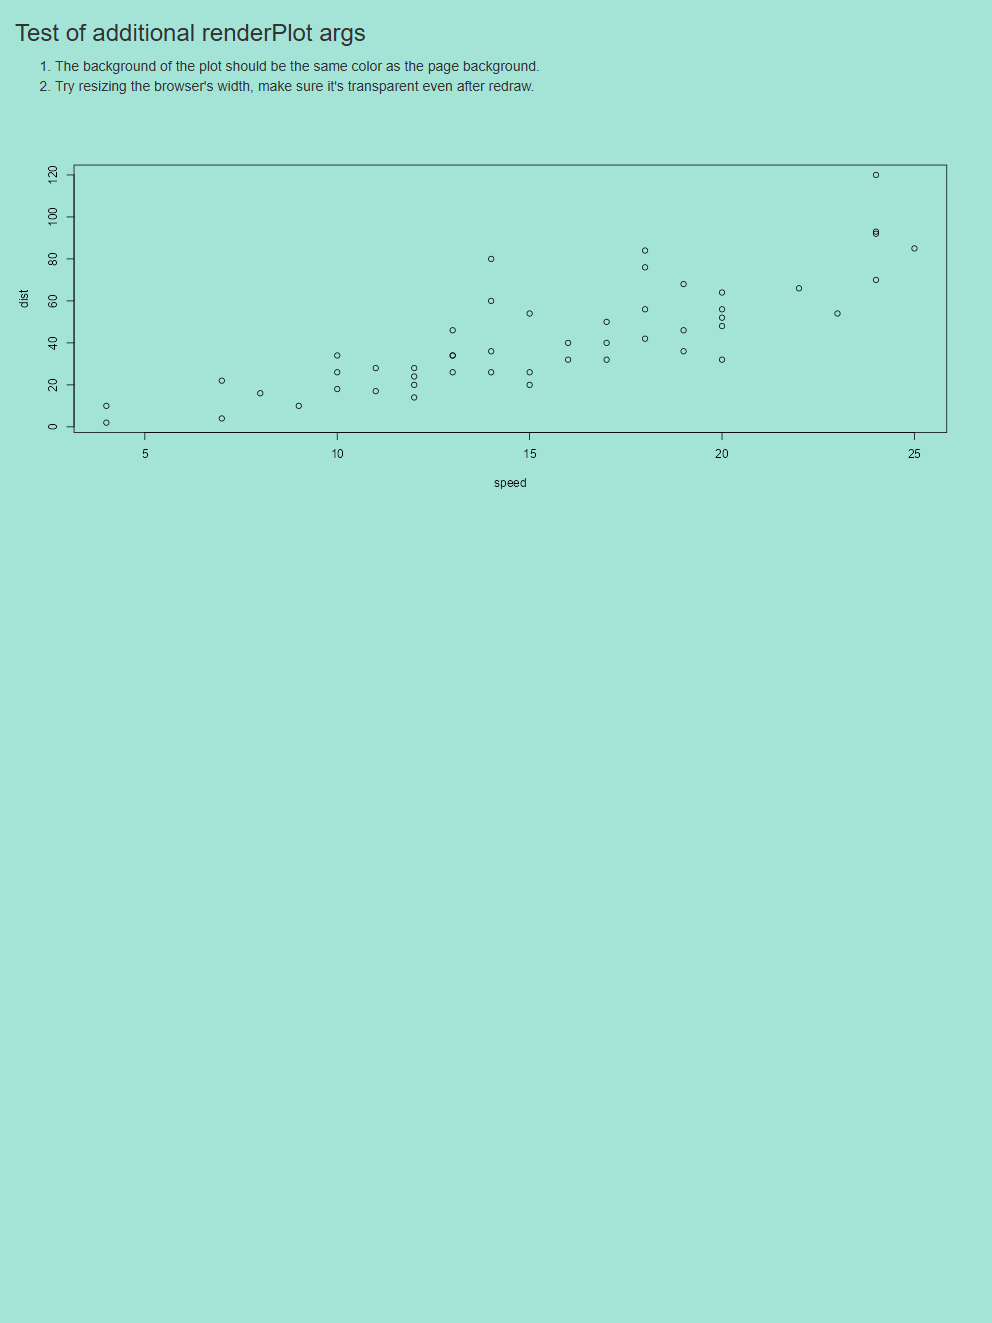 Test of additional renderPlot args
1. The background of the plot should be the same color as the page background.
2. Try resizing the browser's width, make sure it's transparent even after redraw.
120
100
80
60
40
20
0
dist
5 10 15 20 25
speed